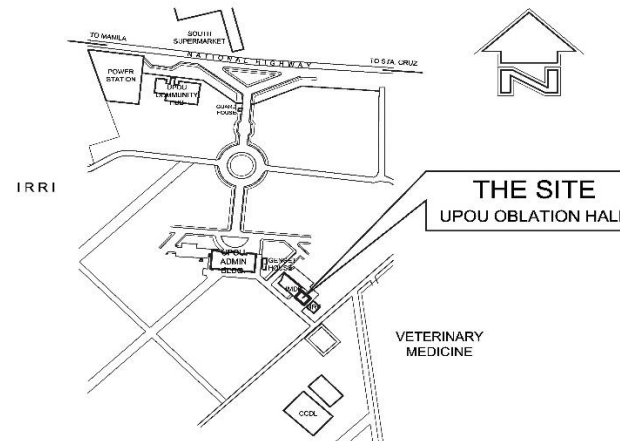 SOUTH
SUPERMARKET
TO MANILA
NATIONAL HIGHWAY
TO STA. CRUZ
POWER
STATION
UPOU
COMMUNITY
HUB
GUARD
HOUSE
N
IRRI
THE SITE
UPOU OBLATION HALL
UPOU
ADMIN
BLDG.
HOUSE
VETERINARY
MEDICINE
CCDL